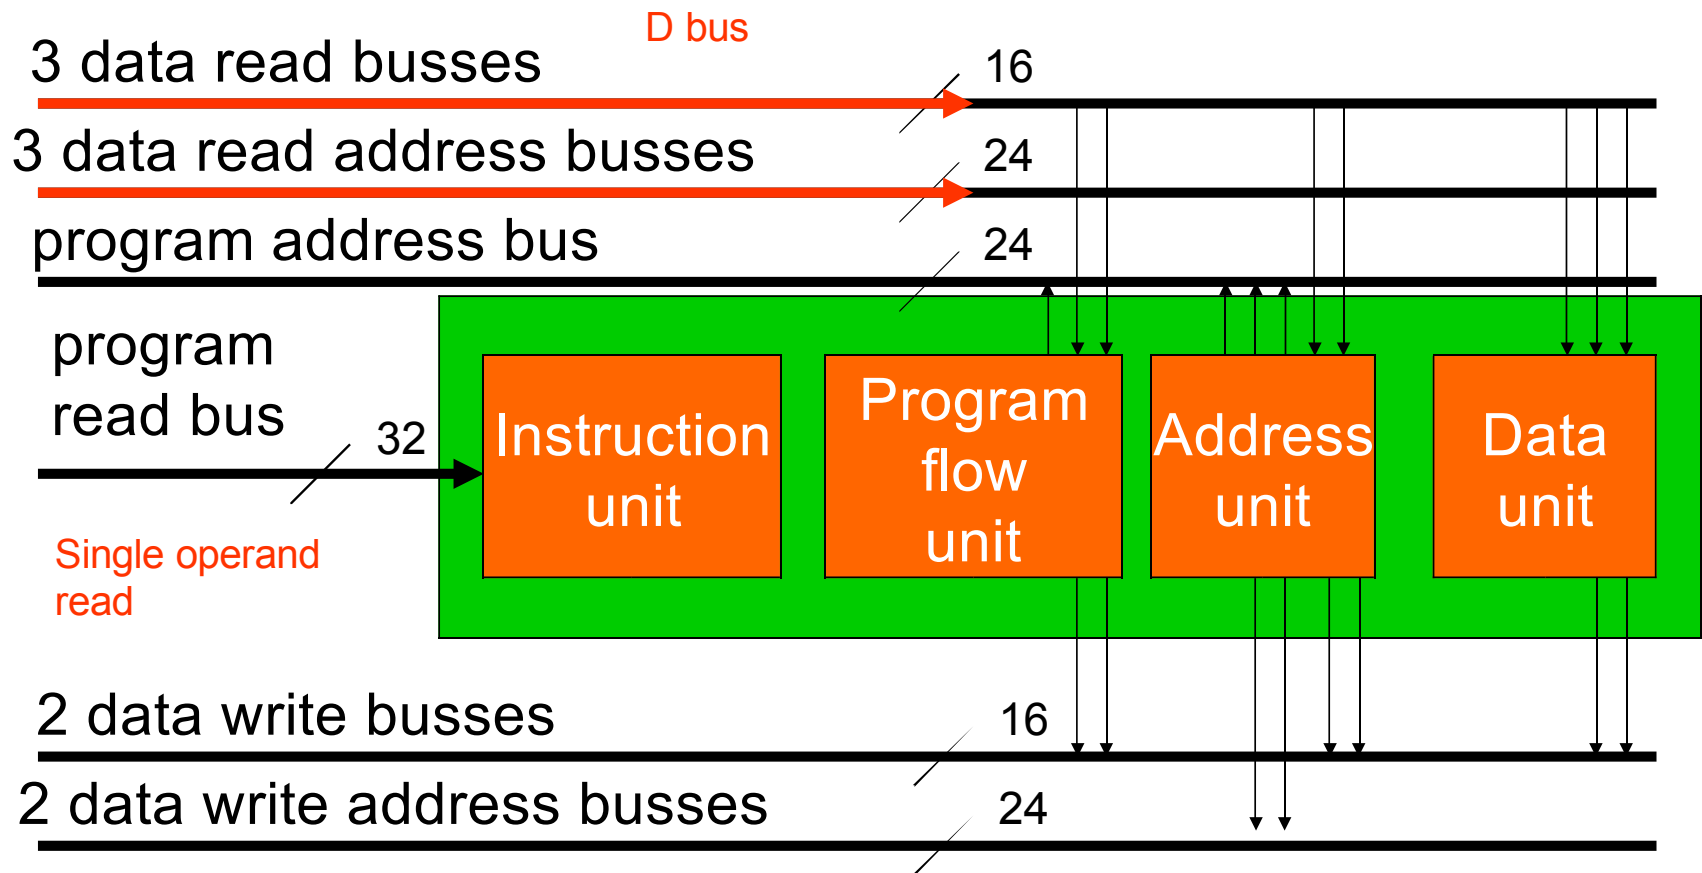 D bus
3 data read busses
16
3 data read address busses
24
program address bus
24
program
read bus
32
Instruction
unit
Program
flow
unit
Address
unit
Data
unit
Single operand
read
2 data write busses
16
2 data write address busses
24